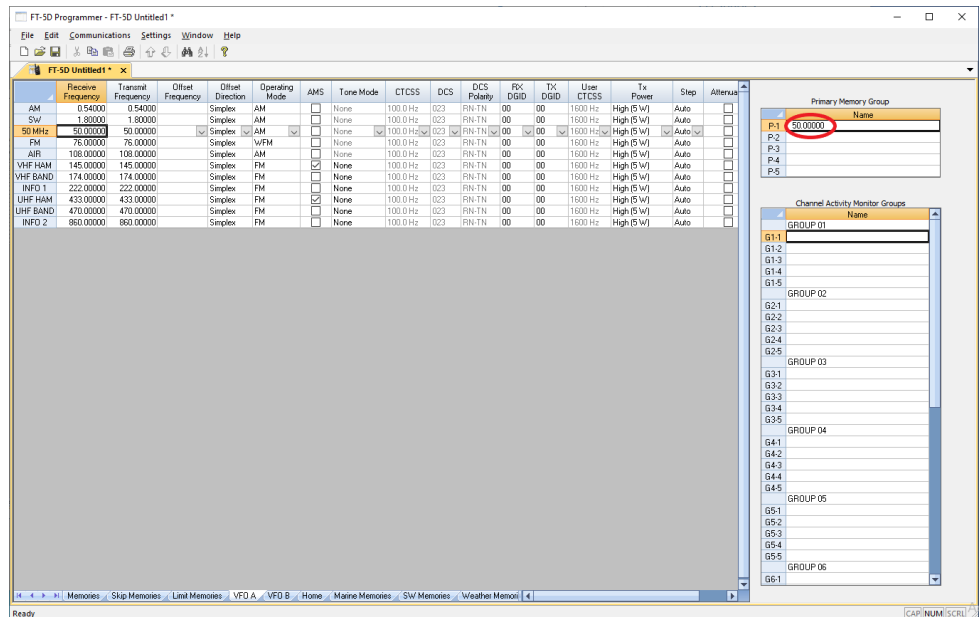 FT-5D Programmer - FT-5D Untitled1 *
File Edit Communications Settings Window Help
FT-5D Untitled1 * x
Receive Frequency Transmit Frequency Offset Frequency Offset Direction Operating Mode AMS Tone Mode CTCSS DCS DCS Polarity RX DGID TX DGID User CTCSS Tx Power Step Attenua
AM 0.54000 0.54000 Simplex AM None 100.0 Hz 023 RN-TN 00 00 1600 Hz High (5 W) Auto
SW 1.80000 1.80000 Simplex AM None 100.0 Hz 023 RN-TN 00 00 1600 Hz High (5 W) Auto
50 MHz 50.00000 50.00000 Simplex AM None 100.0 Hz 023 RN-TN 00 00 1600 Hz High (5 W) Auto
FM 76.00000 76.00000 Simplex WFM None 100.0 Hz 023 RN-TN 00 00 1600 Hz High (5 W) Auto
AIR 108.00000 108.00000 Simplex AM None 100.0 Hz 023 RN-TN 00 00 1600 Hz High (5 W) Auto
VHF HAM 145.00000 145.00000 Simplex FM None 100.0 Hz 023 RN-TN 00 00 1600 Hz High (5 W) Auto
VHF BAND 174.00000 174.00000 Simplex FM None 100.0 Hz 023 RN-TN 00 00 1600 Hz High (5 W) Auto
INFO 1 222.00000 222.00000 Simplex FM None 100.0 Hz 023 RN-TN 00 00 1600 Hz High (5 W) Auto
UHF HAM 433.00000 433.00000 Simplex FM None 100.0 Hz 023 RN-TN 00 00 1600 Hz High (5 W) Auto
UHF BAND 470.00000 470.00000 Simplex FM None 100.0 Hz 023 RN-TN 00 00 1600 Hz High (5 W) Auto
INFO 2 860.00000 860.00000 Simplex FM None 100.0 Hz 023 RN-TN 00 00 1600 Hz High (5 W) Auto
Primary Memory Group
Name
P-1 50.00000
P-2
P-3
P-4
P-5
Channel Activity Monitor Groups
Name
GROUP 01
G1-1
G1-2
G1-3
G1-4
G1-5
GROUP 02
G2-1
G2-2
G2-3
G2-4
G2-5
GROUP 03
G3-1
G3-2
G3-3
G3-4
G3-5
GROUP 04
G4-1
G4-2
G4-3
G4-4
G4-5
GROUP 05
G5-1
G5-2
G5-3
G5-4
G5-5
GROUP 06
G6-1
Memories Skip Memories Limit Memories VFO A VFO B Home Marine Memories SW Memories Weather Memori
Ready CAP NUM SCRL